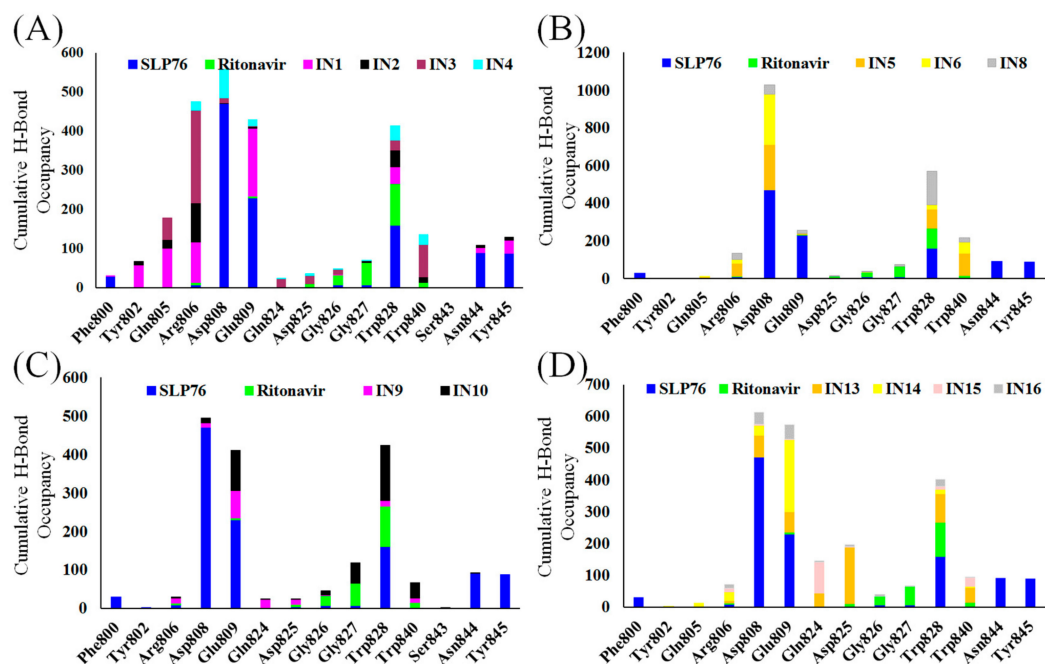 (A)
600
500
400
300
200
100
0
Cumulative H-Bond
Occupancy
SLP76 Ritonavir IN1 IN2 IN3 IN4
Phe800 Tyr802 Gln805 Arg806 Asp808 Glu809 Gln824 Asp825 Gly826 Gly827 Trp828 Trp840 Ser843 Asn844 Tyr845
(B)
1200
1000
800
600
400
200
0
Cumulative H-Bond
Occupancy
SLP76 Ritonavir IN5 IN6 IN8
Phe800 Tyr802 Gln805 Arg806 Asp808 Glu809 Asp825 Gly826 Gly827 Trp828 Trp840 Asn844 Tyr845
(C)
600
500
400
300
200
100
0
Cumulative H-Bond
Occupancy
SLP76 Ritonavir IN9 IN10
Phe800 Tyr802 Arg806 Asp808 Glu809 Gln824 Asp825 Gly826 Gly827 Trp828 Trp840 Ser843 Asn844 Tyr845
(D)
700
600
500
400
300
200
100
0
Cumulative H-Bond
Occupancy
SLP76 Ritonavir IN13 IN14 IN15 IN16
Phe800 Tyr802 Gln805 Arg806 Asp808 Glu809 Gln824 Asp825 Gly826 Gly827 Trp828 Trp840 Asn844 Tyr845